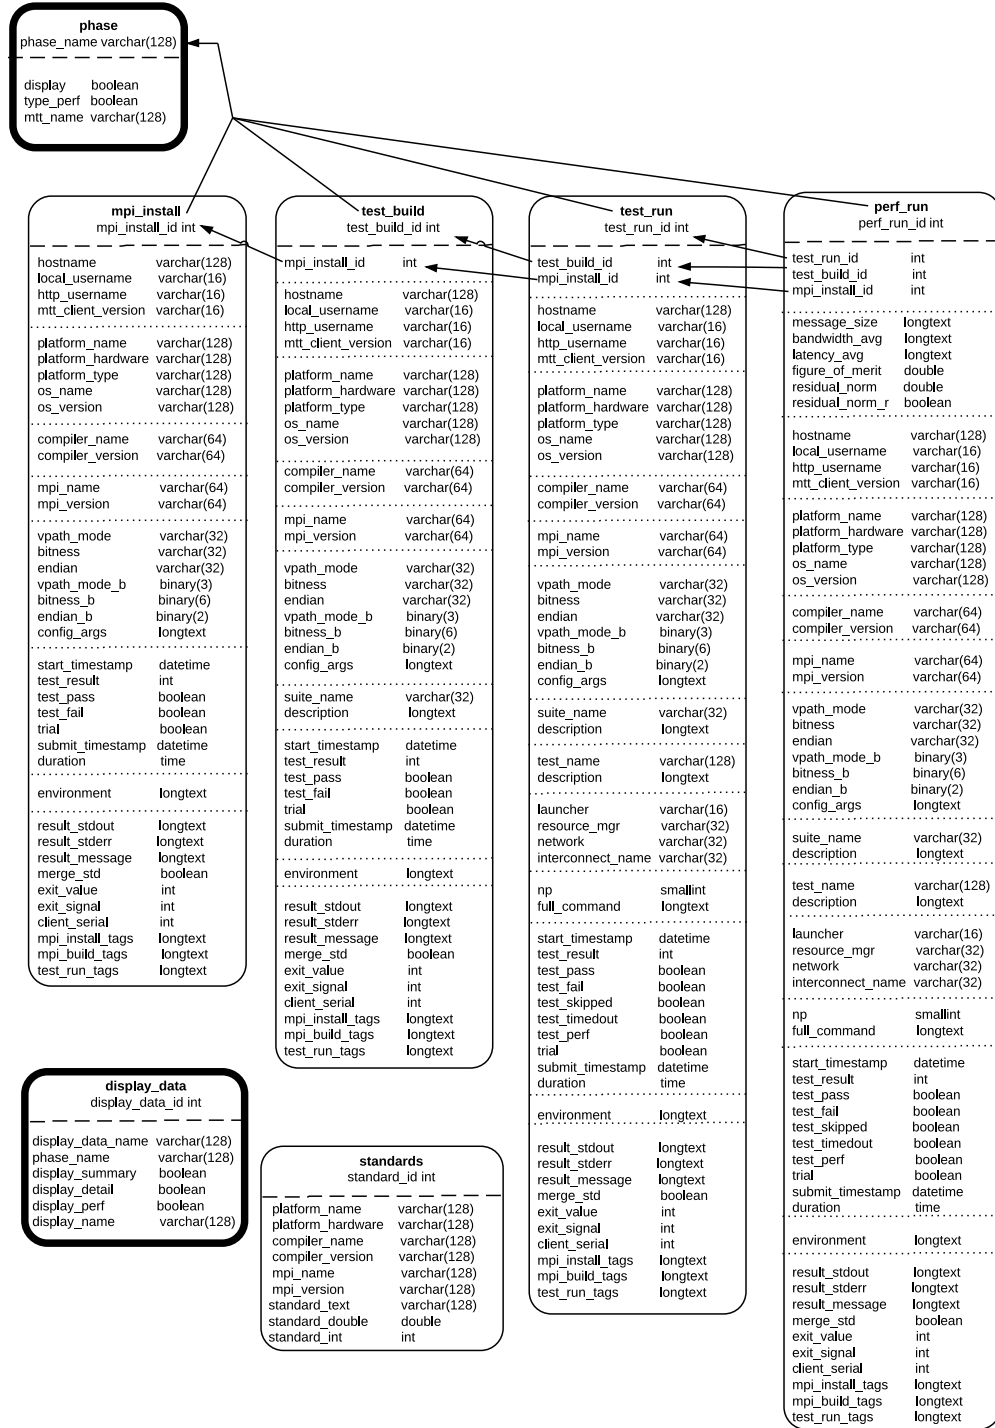 phase
phase_name varchar(128)
display boolean
type_perf boolean
mtt_name varchar(128)
mpi_install
mpi_install_id int
hostname varchar(128)
local_username varchar(16)
http_username varchar(16)
mtt_client_version varchar(16)
platform_name varchar(128)
platform_hardware varchar(128)
platform_type varchar(128)
os_name varchar(128)
os_version varchar(128)
compiler_name varchar(64)
compiler_version varchar(64)
mpi_name varchar(64)
mpi_version varchar(64)
vpath_mode varchar(32)
bitness varchar(32)
endian varchar(32)
vpath_mode_b binary(3)
bitness_b binary(6)
endian_b binary(2)
config_args longtext
start_timestamp datetime
test_result int
test_pass boolean
test_fail boolean
trial boolean
submit_timestamp datetime
duration time
environment longtext
result_stdout longtext
result_stderr longtext
result_message longtext
merge_std boolean
exit_value int
exit_signal int
client_serial int
mpi_install_tags longtext
mpi_build_tags longtext
test_run_tags longtext
test_build
test_build_id int
mpi_install_id int
hostname varchar(128)
local_username varchar(16)
http_username varchar(16)
mtt_client_version varchar(16)
platform_name varchar(128)
platform_hardware varchar(128)
platform_type varchar(128)
os_name varchar(128)
os_version varchar(128)
compiler_name varchar(64)
compiler_version varchar(64)
mpi_name varchar(64)
mpi_version varchar(64)
vpath_mode varchar(32)
bitness varchar(32)
endian varchar(32)
vpath_mode_b binary(3)
bitness_b binary(6)
endian_b binary(2)
config_args longtext
suite_name varchar(32)
description longtext
start_timestamp datetime
test_result int
test_pass boolean
test_fail boolean
trial boolean
submit_timestamp datetime
duration time
environment longtext
result_stdout longtext
result_stderr longtext
result_message longtext
merge_std boolean
exit_value int
exit_signal int
client_serial int
mpi_install_tags longtext
mpi_build_tags longtext
test_run_tags longtext
test_run
test_run_id int
test_build_id int
mpi_install_id int
hostname varchar(128)
local_username varchar(16)
http_username varchar(16)
mtt_client_version varchar(16)
platform_name varchar(128)
platform_hardware varchar(128)
platform_type varchar(128)
os_name varchar(128)
os_version varchar(128)
compiler_name varchar(64)
compiler_version varchar(64)
mpi_name varchar(64)
mpi_version varchar(64)
vpath_mode varchar(32)
bitness varchar(32)
endian varchar(32)
vpath_mode_b binary(3)
bitness_b binary(6)
endian_b binary(2)
config_args longtext
suite_name varchar(32)
description longtext
test_name varchar(128)
description longtext
launcher varchar(16)
resource_mgr varchar(32)
network varchar(32)
interconnect_name varchar(32)
np smallint
full_command longtext
start_timestamp datetime
test_result int
test_pass boolean
test_fail boolean
test_skipped boolean
test_timedout boolean
test_perf boolean
trial boolean
submit_timestamp datetime
duration time
environment longtext
result_stdout longtext
result_stderr longtext
result_message longtext
merge_std boolean
exit_value int
exit_signal int
client_serial int
mpi_install_tags longtext
mpi_build_tags longtext
test_run_tags longtext
perf_run
perf_run_id int
test_run_id int
test_build_id int
mpi_install_id int
message_size longtext
bandwidth_avg longtext
latency_avg longtext
figure_of_merit double
residual_norm double
residual_norm_r boolean
hostname varchar(128)
local_username varchar(16)
http_username varchar(16)
mtt_client_version varchar(16)
platform_name varchar(128)
platform_hardware varchar(128)
platform_type varchar(128)
os_name varchar(128)
os_version varchar(128)
compiler_name varchar(64)
compiler_version varchar(64)
mpi_name varchar(64)
mpi_version varchar(64)
vpath_mode varchar(32)
bitness varchar(32)
endian varchar(32)
vpath_mode_b binary(3)
bitness_b binary(6)
endian_b binary(2)
config_args longtext
suite_name varchar(32)
description longtext
test_name varchar(128)
description longtext
launcher varchar(16)
resource_mgr varchar(32)
network varchar(32)
interconnect_name varchar(32)
np smallint
full_command longtext
start_timestamp datetime
test_result int
test_pass boolean
test_fail boolean
test_skipped boolean
test_timedout boolean
test_perf boolean
trial boolean
submit_timestamp datetime
duration time
environment longtext
result_stdout longtext
result_stderr longtext
result_message longtext
merge_std boolean
exit_value int
exit_signal int
client_serial int
mpi_install_tags longtext
mpi_build_tags longtext
test_run_tags longtext
display_data
display_data_id int
display_data_name varchar(128)
phase_name varchar(128)
display_summary boolean
display_detail boolean
display_perf boolean
display_name varchar(128)
standards
standard_id int
platform_name varchar(128)
platform_hardware varchar(128)
compiler_name varchar(128)
compiler_version varchar(128)
mpi_name varchar(128)
mpi_version varchar(128)
standard_text varchar(128)
standard_double double
standard_int int